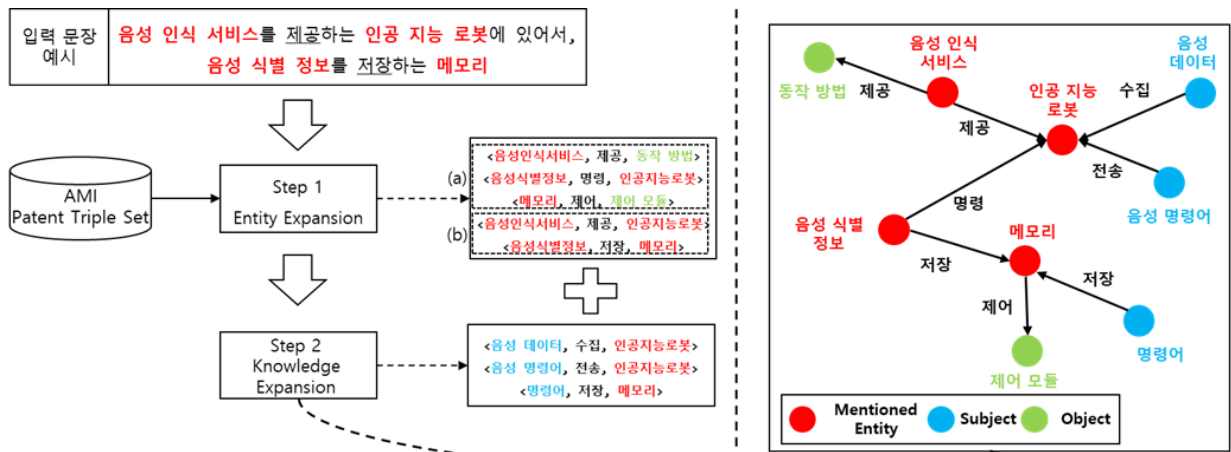 입력 문장
예시
음성 인식 서비스를 제공하는 인공 지능 로봇에 있어서,
음성 식별 정보를 저장하는 메모리
AMI
Patent Triple Set
Step 1
Entity Expansion
(a)
<음성인식서비스, 제공, 동작 방법>
<음성식별정보, 명령, 인공지능로봇>
<메모리, 제어, 제어 모듈>
(b)
<음성인식서비스, 제공, 인공지능로봇>
<음성식별정보, 저장, 메모리>
Step 2
Knowledge
Expansion
<음성 데이터, 수집, 인공지능로봇>
<음성 명령어, 전송, 인공지능로봇>
<명령어, 저장, 메모리>
음성 인식
서비스
음성
데이터
동작 방법
제공
인공 지능
로봇
수집
제공
전송
음성 명령어
명령
음성 식별
정보
메모리
저장
저장
제어
명령어
제어 모듈
Mentioned
Entity
Subject
Object